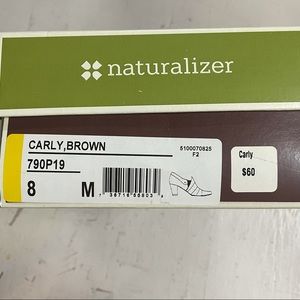 naturalizer
CARLY,BROWN
5100070825
F2
790P19
8 M
Carly
$60